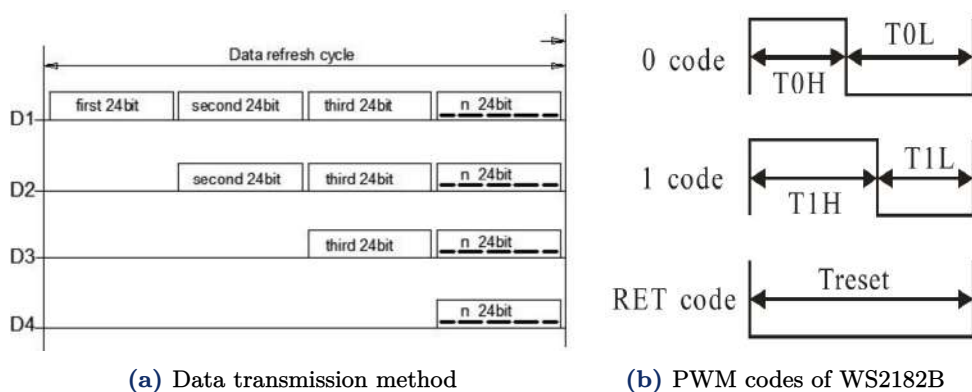 Data refresh cycle
D1 first 24bit second 24bit third 24bit n 24bit
D2 second 24bit third 24bit n 24bit
D3 third 24bit n 24bit
D4 n 24bit
(a) Data transmission method
0 code T0H T0L
1 code T1H T1L
RET code Treset
(b) PWM codes of WS2182B